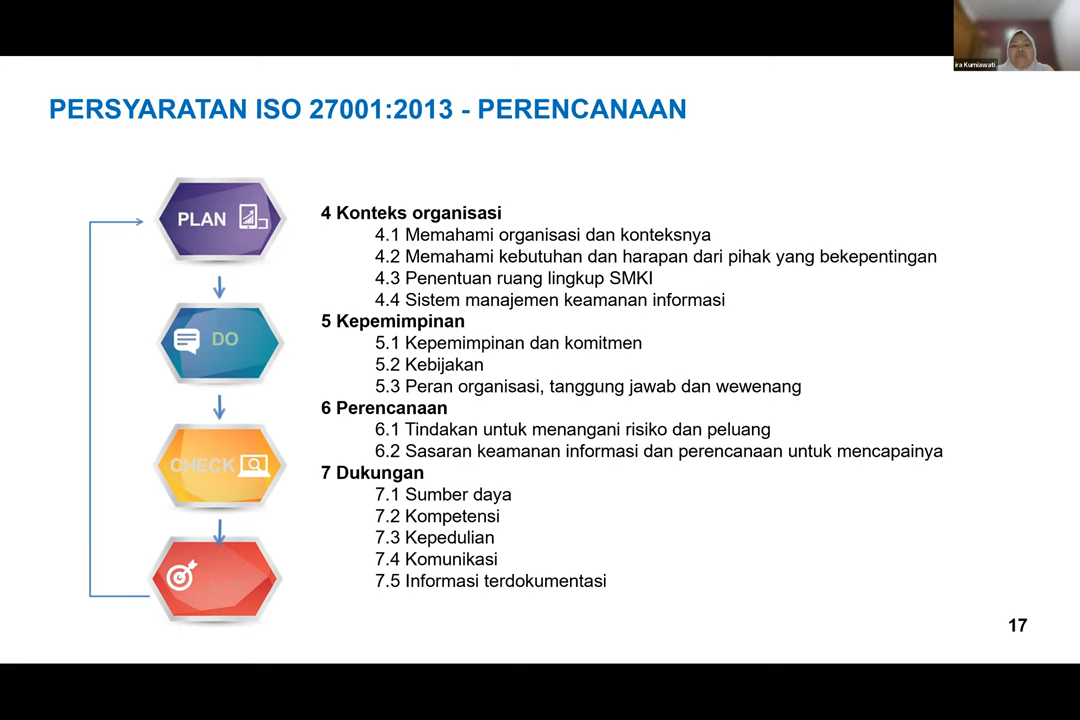 ira Kurniawati
PERSYARATAN ISO 27001:2013 - PERENCANAAN
PLAN
DO
CHECK
4 Konteks organisasi
4.1 Memahami organisasi dan konteksnya
4.2 Memahami kebutuhan dan harapan dari pihak yang bekepentingan
4.3 Penentuan ruang lingkup SMKI
4.4 Sistem manajemen keamanan informasi
5 Kepemimpinan
5.1 Kepemimpinan dan komitmen
5.2 Kebijakan
5.3 Peran organisasi, tanggung jawab dan wewenang
6 Perencanaan
6.1 Tindakan untuk menangani risiko dan peluang
6.2 Sasaran keamanan informasi dan perencanaan untuk mencapainya
7 Dukungan
7.1 Sumber daya
7.2 Kompetensi
7.3 Kepedulian
7.4 Komunikasi
7.5 Informasi terdokumentasi
17